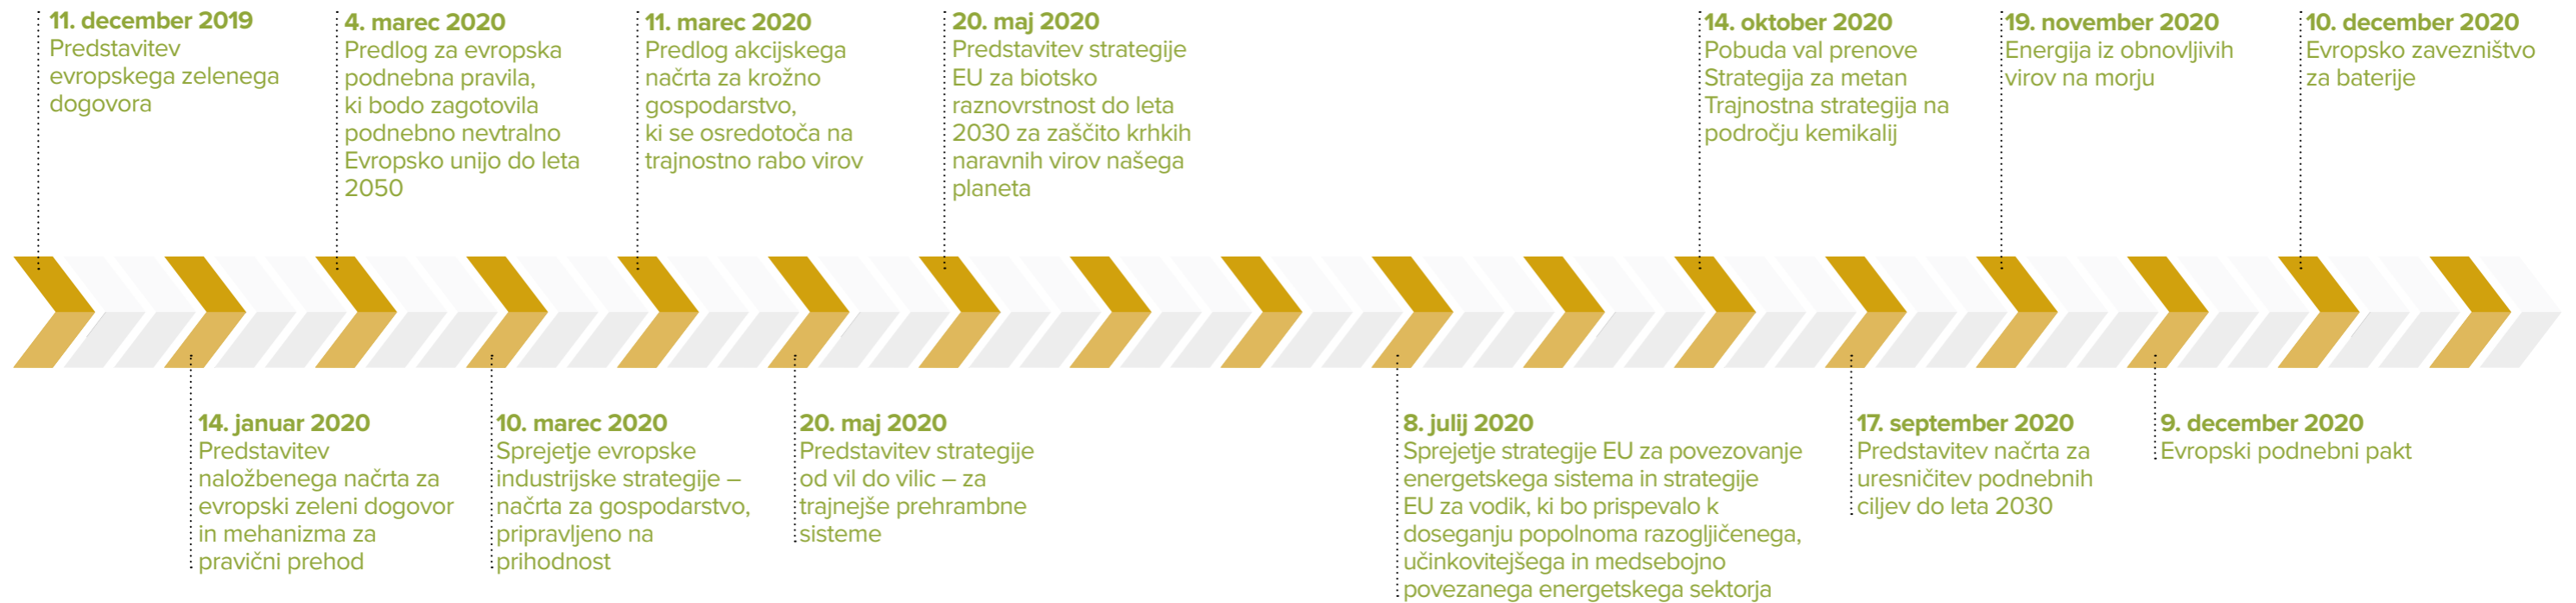 11. december 2019
Predstavitev
evropskega zelenega
dogovora
4. marec 2020
Predlog za evropska
podnebna pravila,
ki bodo zagotovila
podnebno nevtralno
Evropsko unijo do leta
2050
11. marec 2020
Predlog akcijskega
načrta za krožno
gospodarstvo,
ki se osredotoča na
trajnostno rabo virov
20. maj 2020
Predstavitev strategije
EU za biotsko
raznovrstnost do leta
2030 za zaščito krhkih
naravnih virov našega
planeta
14. oktober 2020
Pobuda val prenove
Strategija za metan
Trajnostna strategija na
področju kemikalij
19. november 2020
Energija iz obnovljivih
virov na morju
10. december 2020
Evropsko zavezništvo
za baterije
14. januar 2020
Predstavitev
naložbenega načrta za
evropski zeleni dogovor
in mehanizma za
pravični prehod
10. marec 2020
Sprejetje evropske
industrijske strategije –
načrta za gospodarstvo,
pripravljeno na
prihodnost
20. maj 2020
Predstavitev strategije
od vil do vilic – za
trajnejše prehrambne
sisteme
8. julij 2020
Sprejetje strategije EU za povezovanje
energetskega sistema in strategije
EU za vodik, ki bo prispevalo k
doseganju popolnoma razogljičenega,
učinkovitejšega in medsebojno
povezanega energetskega sektorja
17. september 2020
Predstavitev načrta za
uresničitev podnebnih
ciljev do leta 2030
9. december 2020
Evropski podnebni pakt